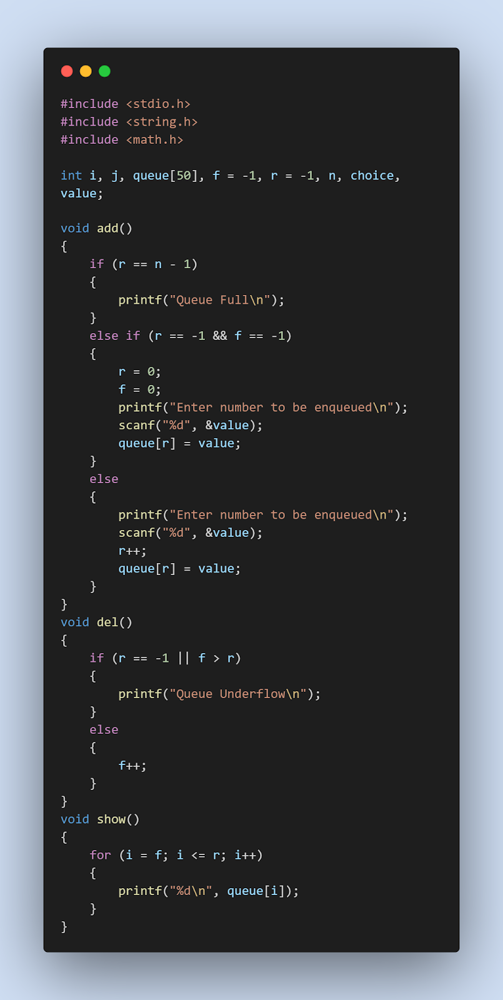 #include <stdio.h>
#include <string.h>
#include <math.h>

int i, j, queue[50], f = -1, r = -1, n, choice,
value;

void add()
{
    if (r == n - 1)
    {
        printf("Queue Full\n");
    }
    else if (r == -1 && f == -1)
    {
        r = 0;
        f = 0;
        printf("Enter number to be enqueued\n");
        scanf("%d", &value);
        queue[r] = value;
    }
    else
    {
        printf("Enter number to be enqueued\n");
        scanf("%d", &value);
        r++;
        queue[r] = value;
    }
}
void del()
{
    if (r == -1 || f > r)
    {
        printf("Queue Underflow\n");
    }
    else
    {
        f++;
    }
}
void show()
{
    for (i = f; i <= r; i++)
    {
        printf("%d\n", queue[i]);
    }
}